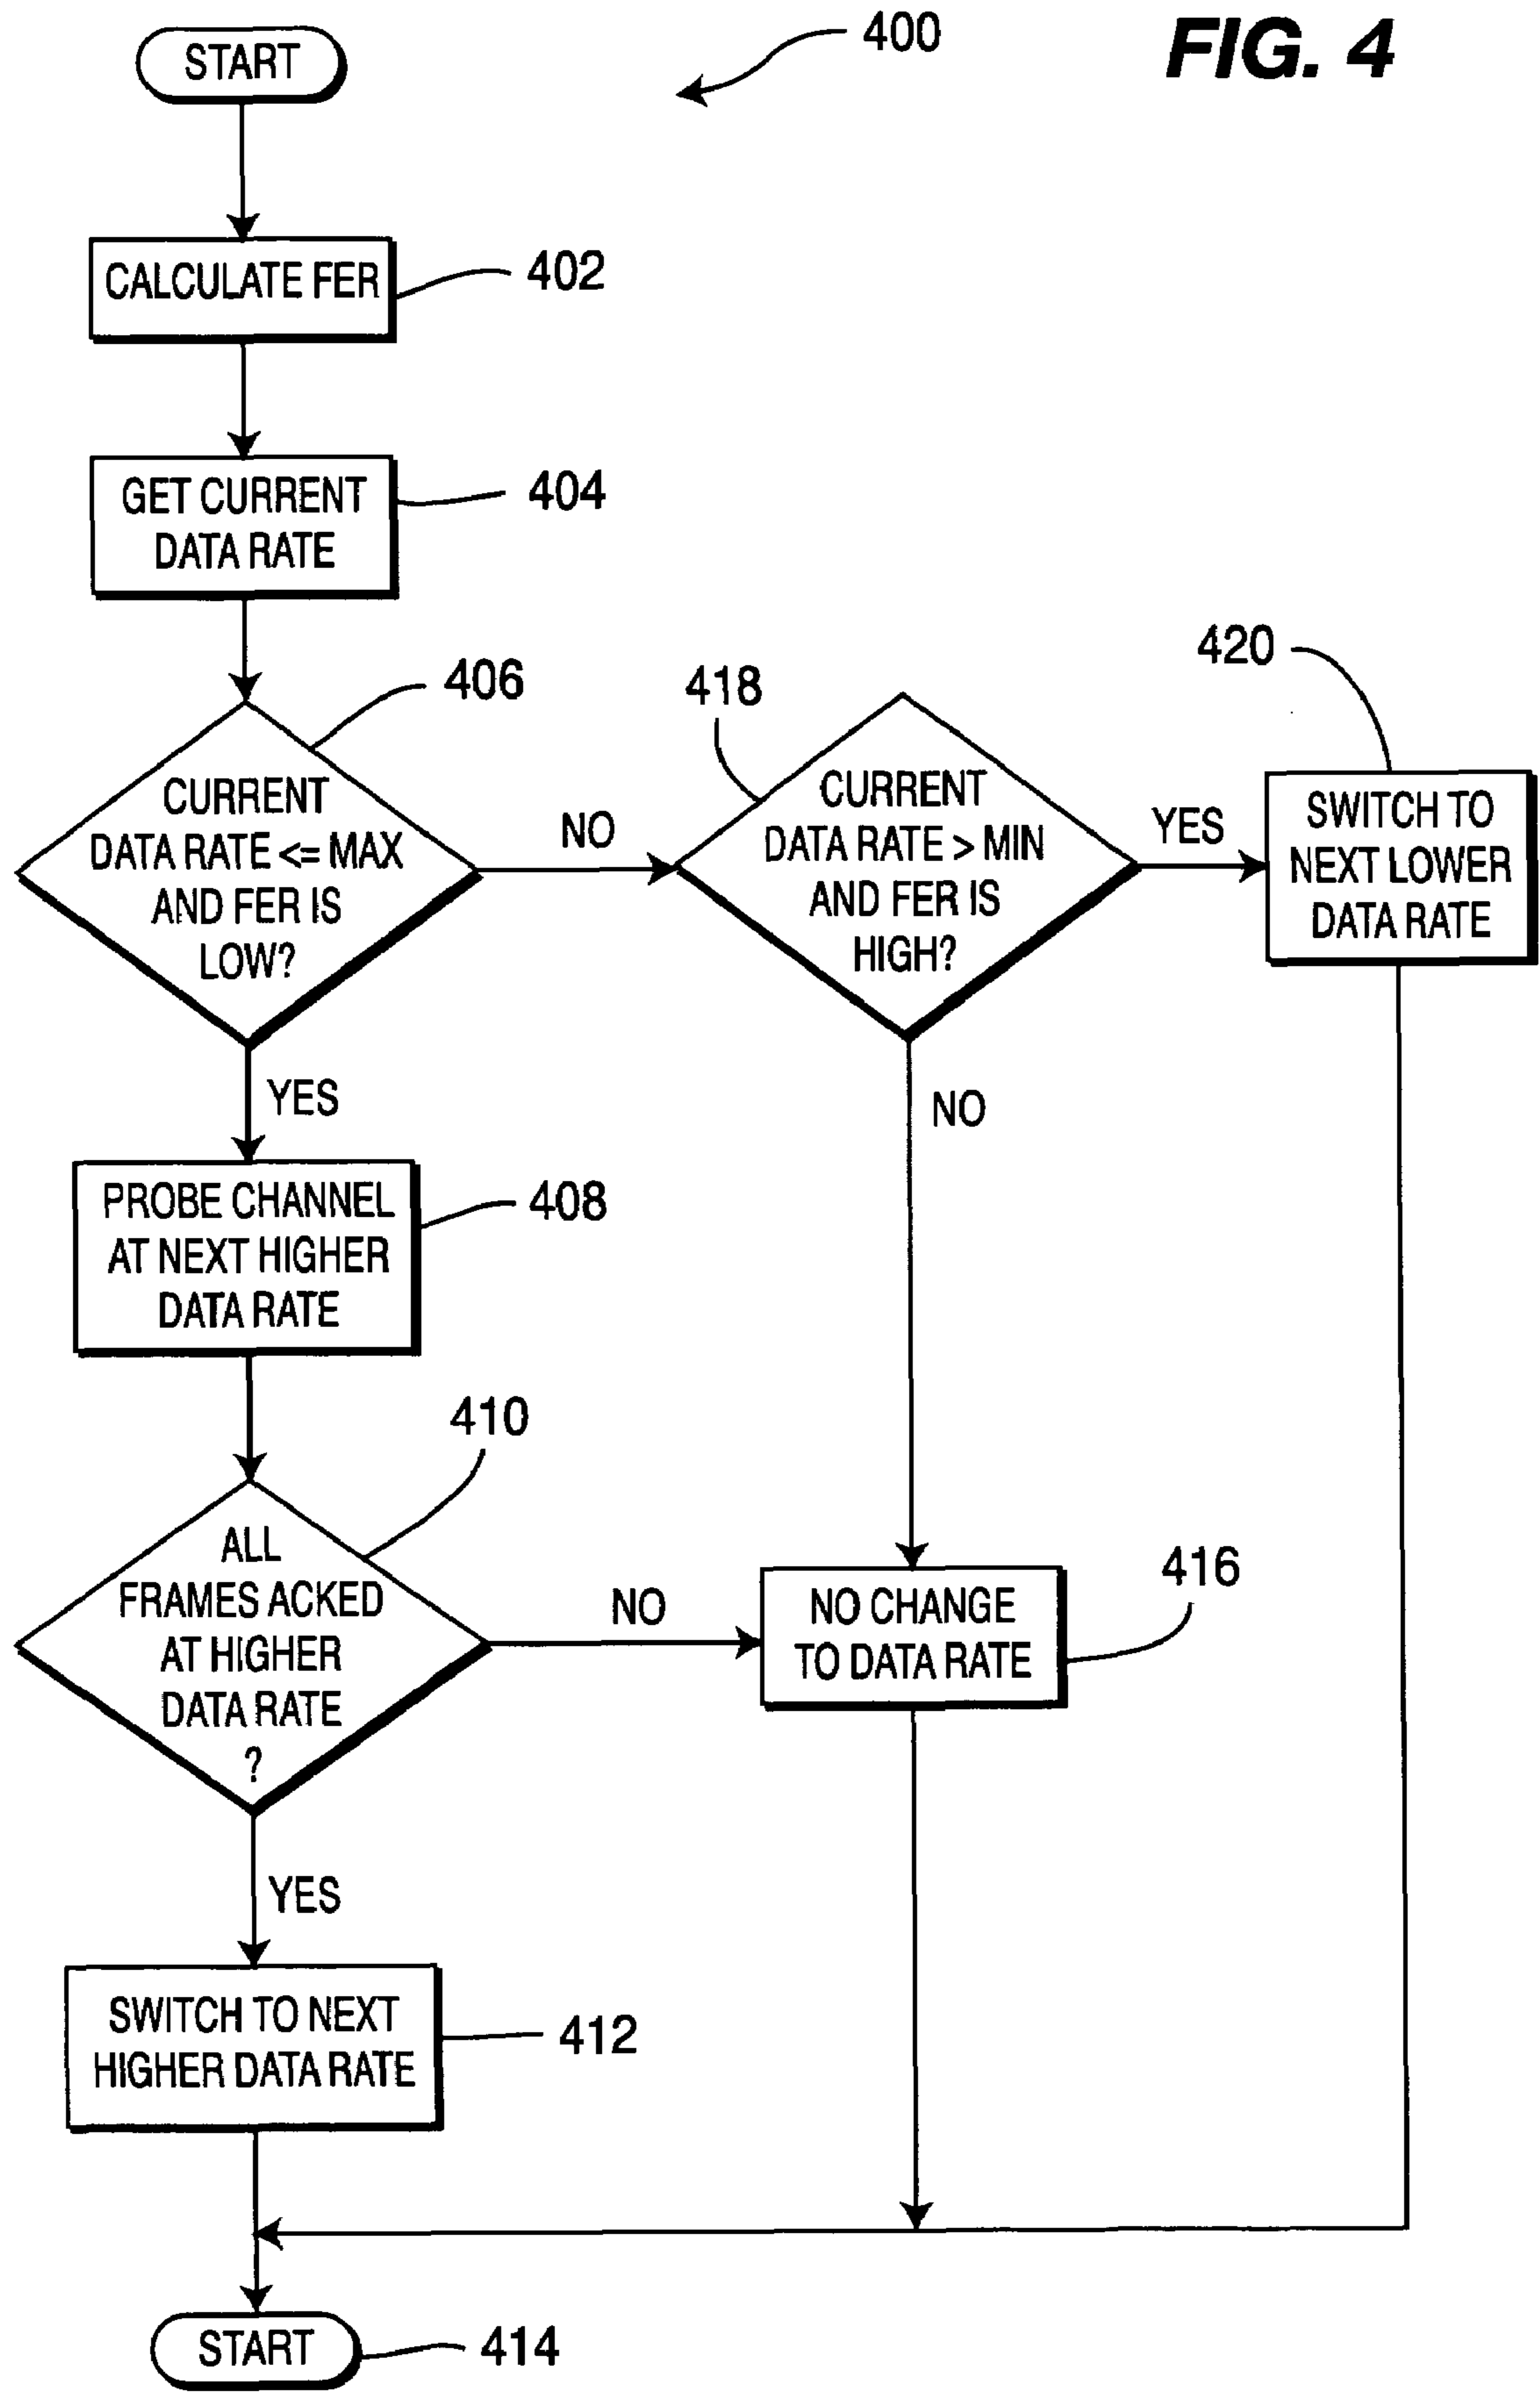 FIG. 4
400
START
CALCULATE FER
402
GET CURRENT
DATA RATE
404
406
CURRENT
DATA RATE <= MAX
AND FER IS
LOW?
NO
YES
418
CURRENT
DATA RATE > MIN
AND FER IS
HIGH?
YES
NO
420
SWITCH TO
NEXT LOWER
DATA RATE
PROBE CHANNEL
AT NEXT HIGHER
DATA RATE
408
410
ALL
FRAMES ACKED
AT HIGHER
DATA RATE
?
NO
YES
NO CHANGE
TO DATA RATE
416
SWITCH TO NEXT
HIGHER DATA RATE
412
START
414